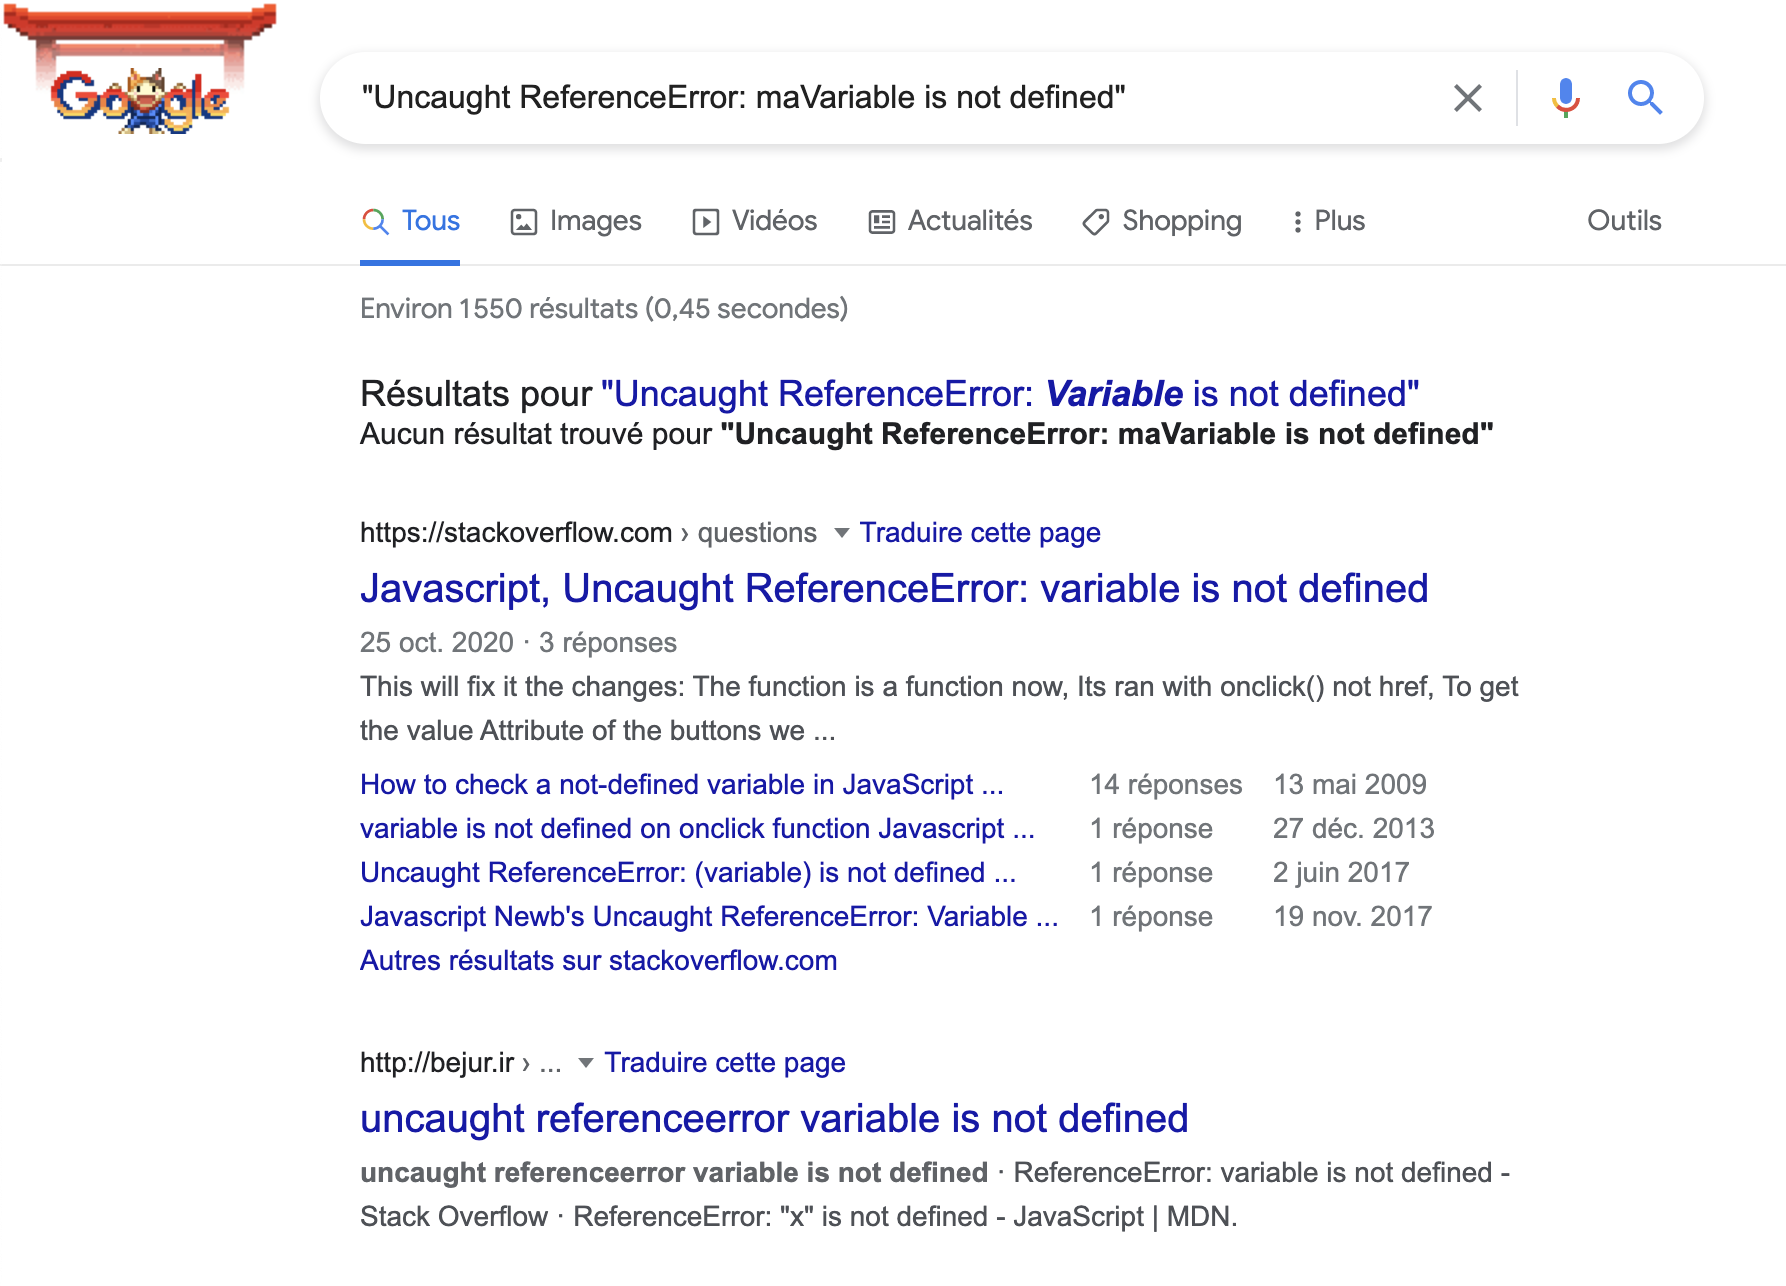 Google
"Uncaught ReferenceError: maVariable is not defined"
Tous Images Vidéos Actualités Shopping Plus Outils
Environ 1 550 résultats (0,45 secondes)
Résultats pour "Uncaught ReferenceError: Variable is not defined"
Aucun résultat trouvé pour "Uncaught ReferenceError: maVariable is not defined"
https://stackoverflow.com › questions Traduire cette page
Javascript, Uncaught ReferenceError: variable is not defined
25 oct. 2020 · 3 réponses
This will fix it the changes: The function is a function now, Its ran with onclick() not href, To get
the value Attribute of the buttons we ...
How to check a not-defined variable in JavaScript ... 14 réponses 13 mai 2009
variable is not defined on onclick function Javascript ... 1 réponse 27 déc. 2013
Uncaught ReferenceError: (variable) is not defined ... 1 réponse 2 juin 2017
Javascript Newb's Uncaught ReferenceError: Variable ... 1 réponse 19 nov. 2017
Autres résultats sur stackoverflow.com
http://bejur.ir › ... Traduire cette page
uncaught referenceerror variable is not defined
uncaught referenceerror variable is not defined · ReferenceError: variable is not defined -
Stack Overflow · ReferenceError: "x" is not defined - JavaScript | MDN.